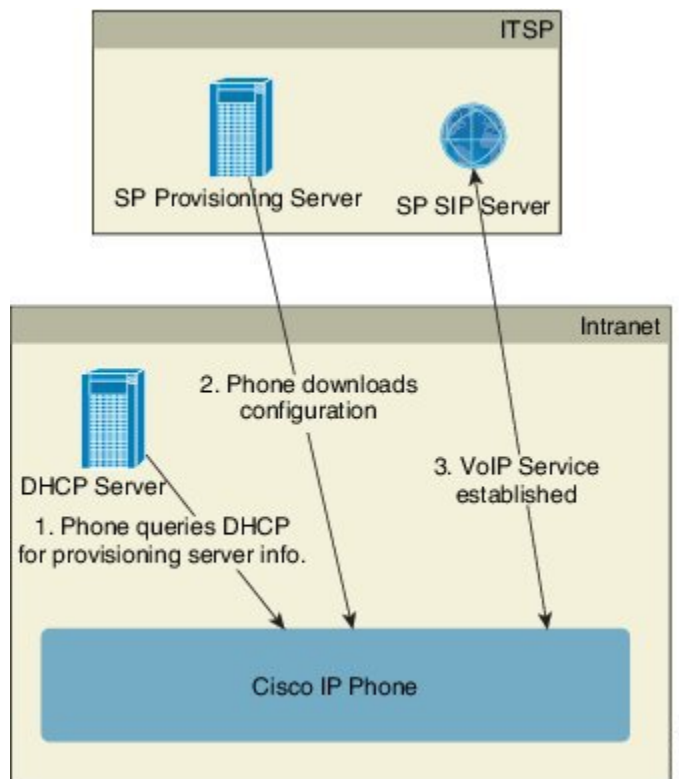 ITSP
SP Provisioning Server
SP SIP Server
Intranet
2. Phone downloads
configuration
DHCP Server
3. VoIP Service
established
1. Phone queries DHCP
for provisioning server info.
Cisco IP Phone